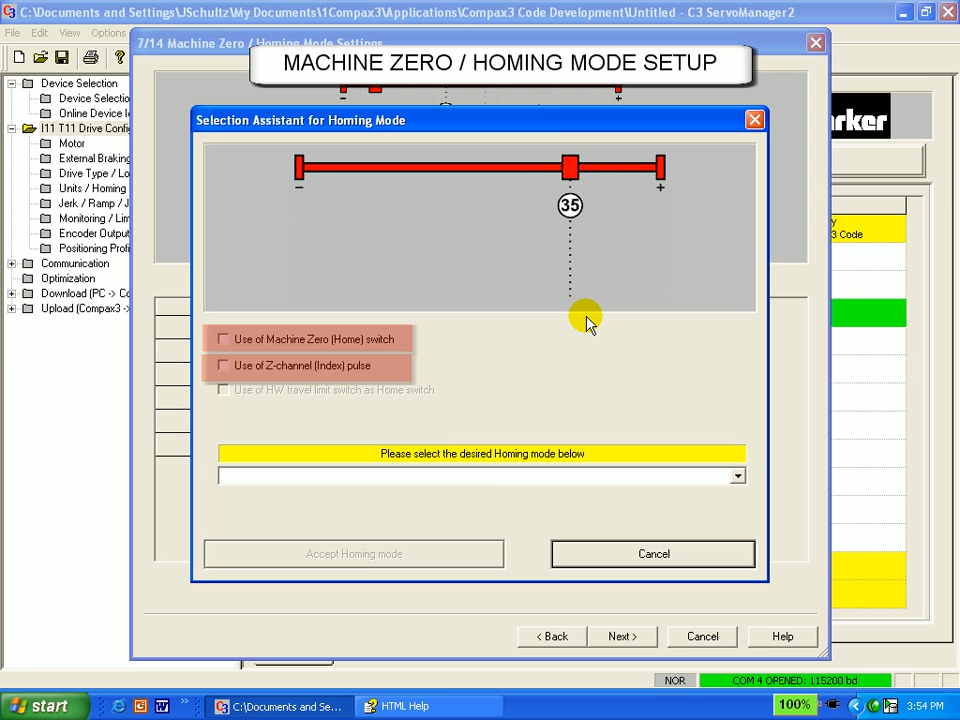 C:\Documents and Settings\JSchultz\My Documents\1Compax3\Applications\Compax3 Code Development\Untitled - C3 ServoManager2
File Edit View Options
7/14 Machine Zero / Homing Mode Settings
MACHINE ZERO / HOMING MODE SETUP
Device Selection
Device Selectio
Online Device I
I11 T11 Drive Config
Motor
External Braking
Drive Type / Lo
Units / Homing
Jerk / Ramp / J
Monitoring / Lim
Encoder Output
Positioning Profi
Communication
Optimization
Download (PC -> Co
Upload (Compax3 ->
- +
Selection Assistant for Homing Mode
- +
35
Use of Machine Zero (Home) switch
Use of Z-channel (Index) pulse
Use of HW travel limit switch as Home switch
Please select the desired Homing mode below
Accept Homing mode
Cancel
< Back
Next >
Cancel
Help
arker
y
3 Code
NOR
COM 4 OPENED: 115200 bd
start
C:\Documents and Se...
HTML Help
100%
3:54 PM